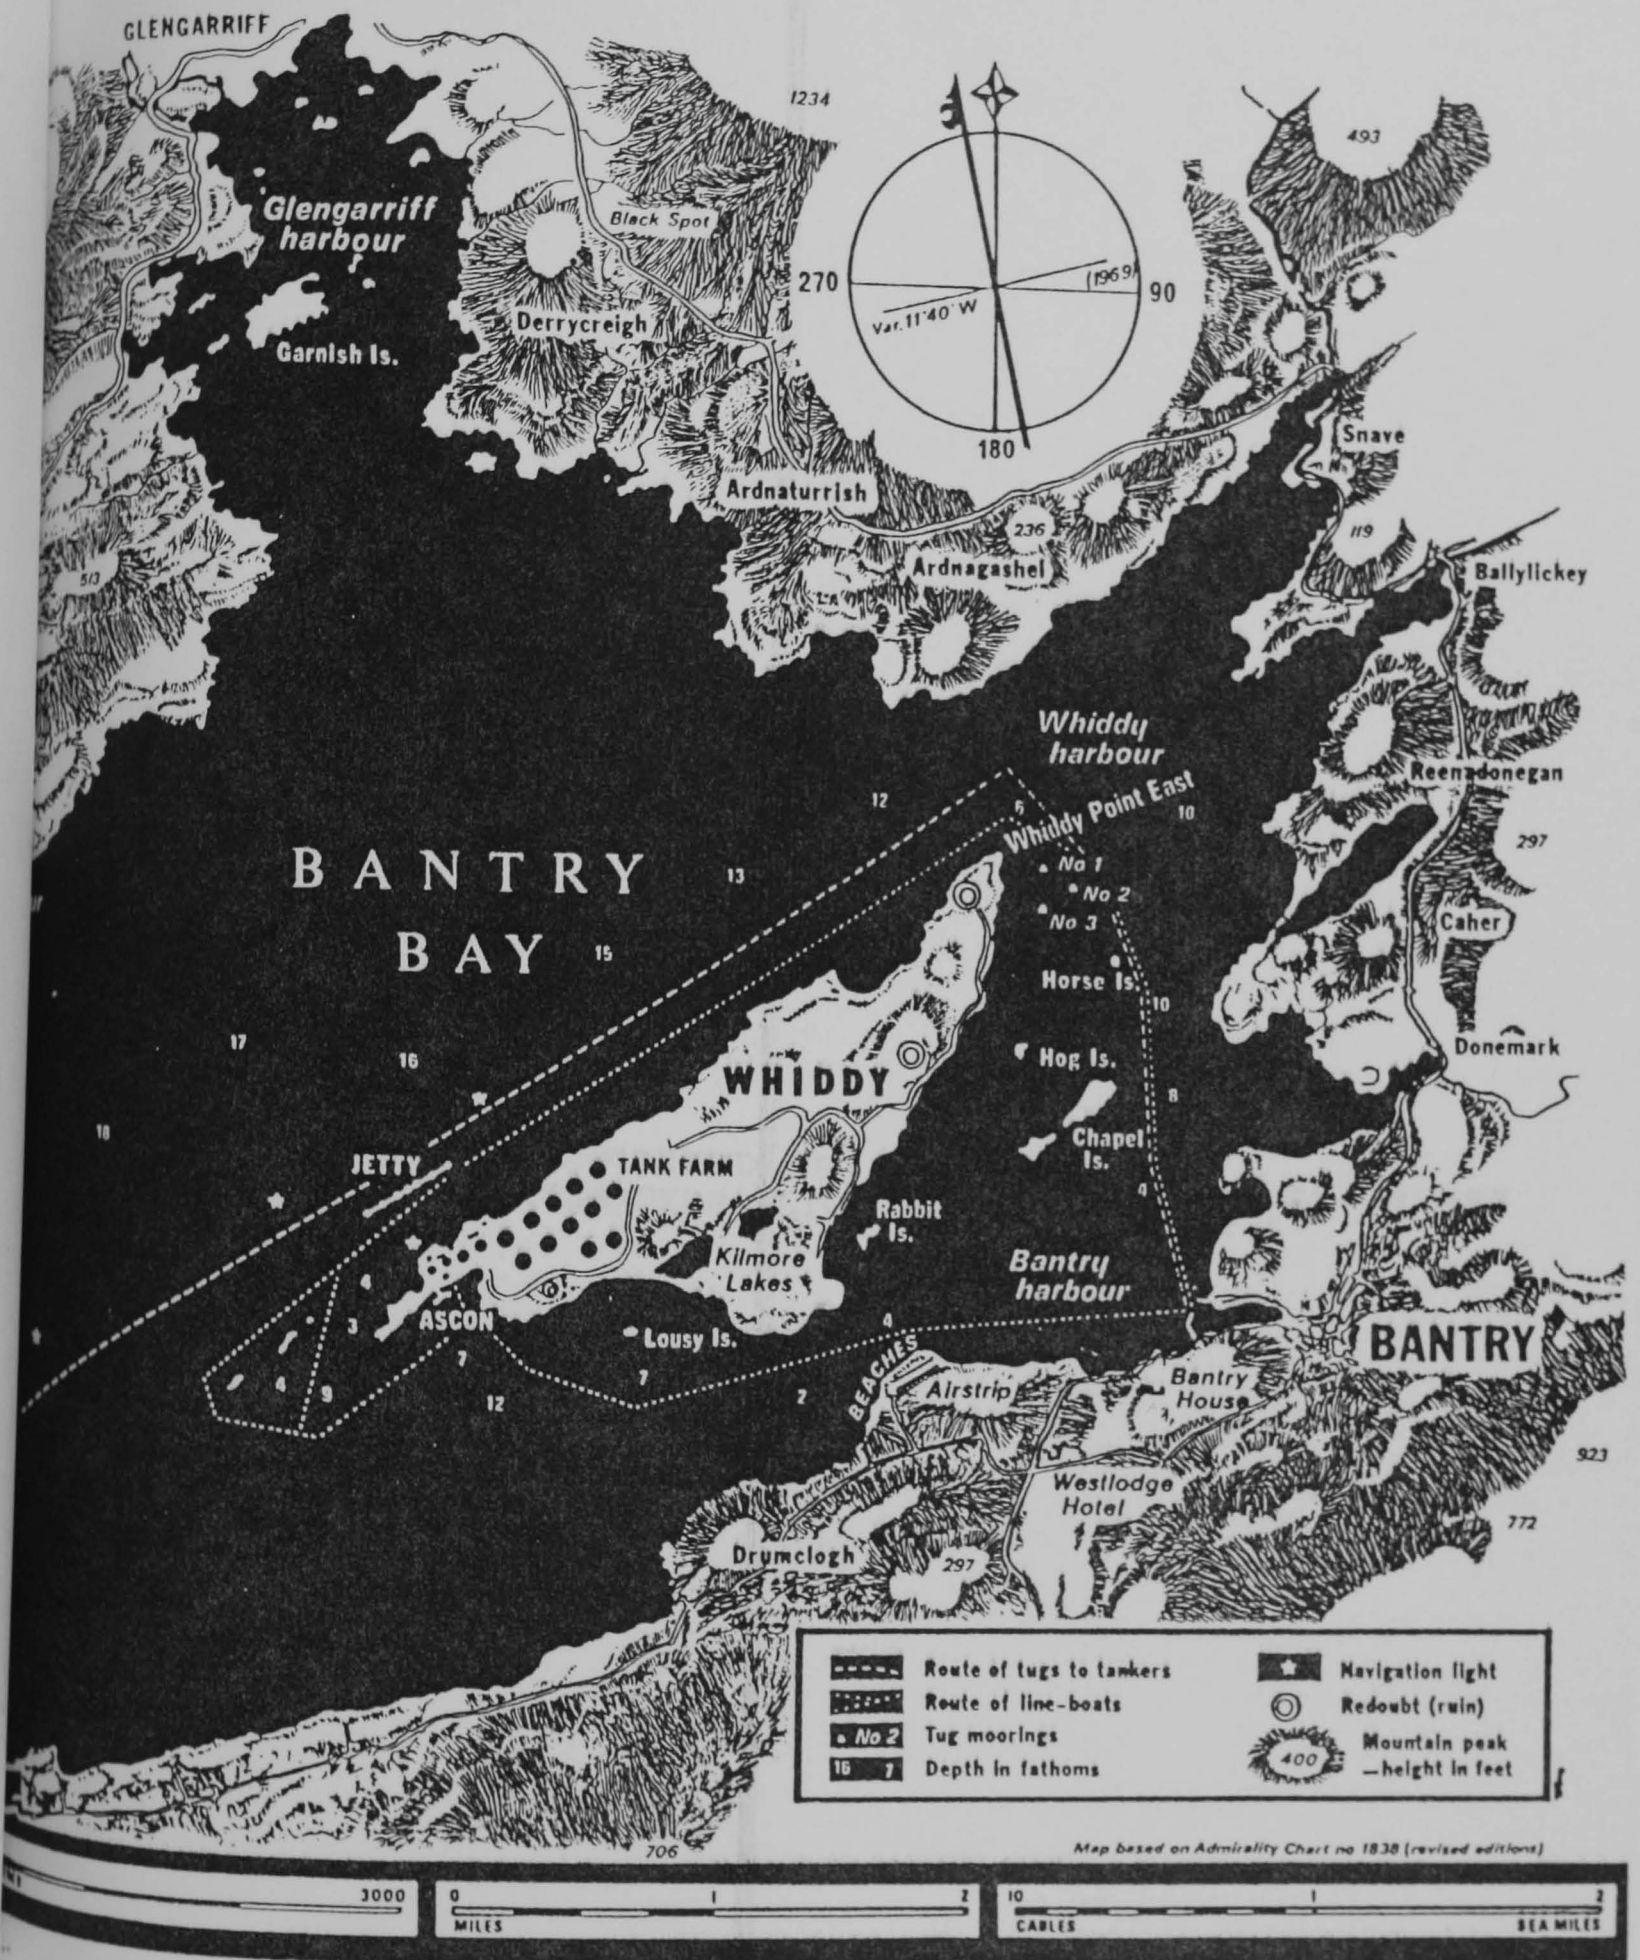 GLENGARRIFF
1234
493
Glengarriff
harbour
Black Spot
270
(1969)
90
Var. 11°40' W
Derrycreigh
Garnish Is.
180
Snave
Ardnaturrish
236
119
513
Ardnagashel
Ballylickey
Whiddy
harbour
Reenadonegan
Whiddy Point East
12
6
10
297
BANTRY
BAY
13
No 1
No 2
No 3
15
Caher
Horse Is.
10
17
16
Hog Is.
Donemark
WHIDDY
8
18
Chapel
Is.
JETTY
TANK FARM
4
Rabbit
Is.
Kilmore
Lakes
Bantry
harbour
4
3
ASCON
Lousy Is.
4
BANTRY
7
7
BEACHES
4
9
12
2
Airstrip
Bantry
House
923
Westlodge
Hotel
772
Drumclogh
297
Route of tugs to tankers
Route of line-boats
No 2
Tug moorings
16 7
Depth in fathoms
Navigation light
Redoubt (ruin)
400
Mountain peak
—height in feet
706
Map based on Admirality Chart no 1838 (revised editions)
3000
0 1 2
MILES
10 1 2
CABLES
SEA MILES